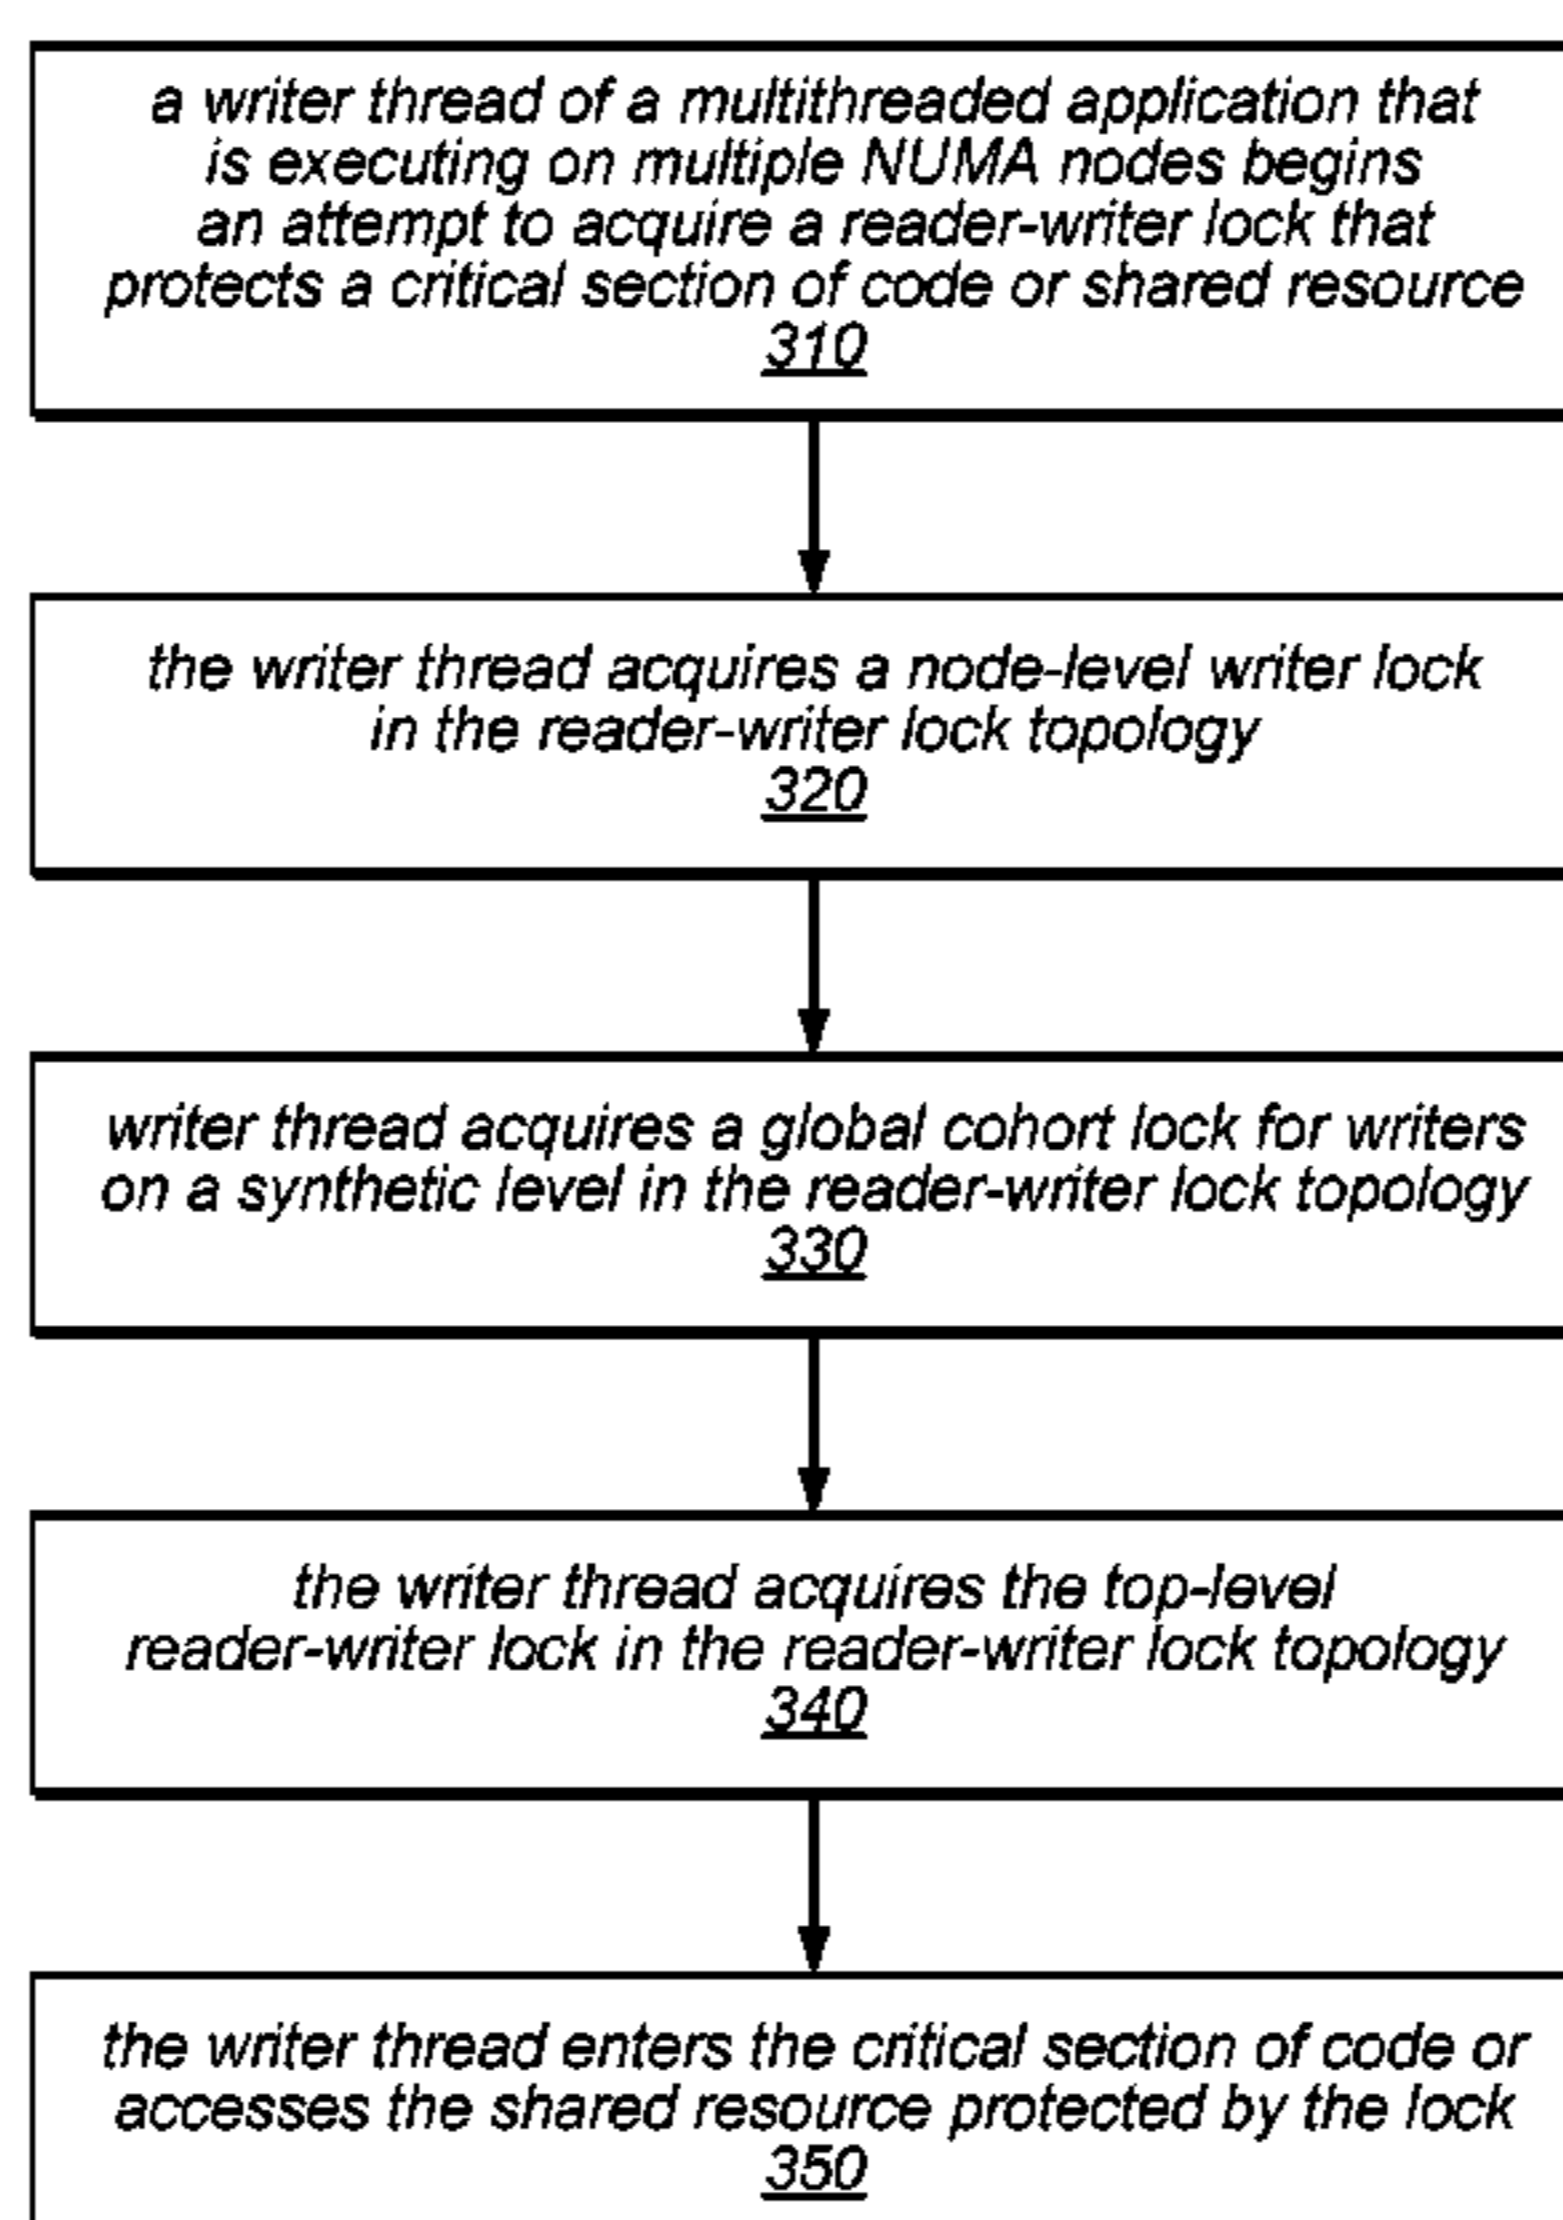 a writer thread of a multithreaded application that
is executing on multiple NUMA nodes begins
an attempt to acquire a reader-writer lock that
protects a critical section of code or shared resource
310
the writer thread acquires a node-level writer lock
in the reader-writer lock topology
320
writer thread acquires a global cohort lock for writers
on a synthetic level in the reader-writer lock topology
330
the writer thread acquires the top-level
reader-writer lock in the reader-writer lock topology
340
the writer thread enters the critical section of code or
accesses the shared resource protected by the lock
350